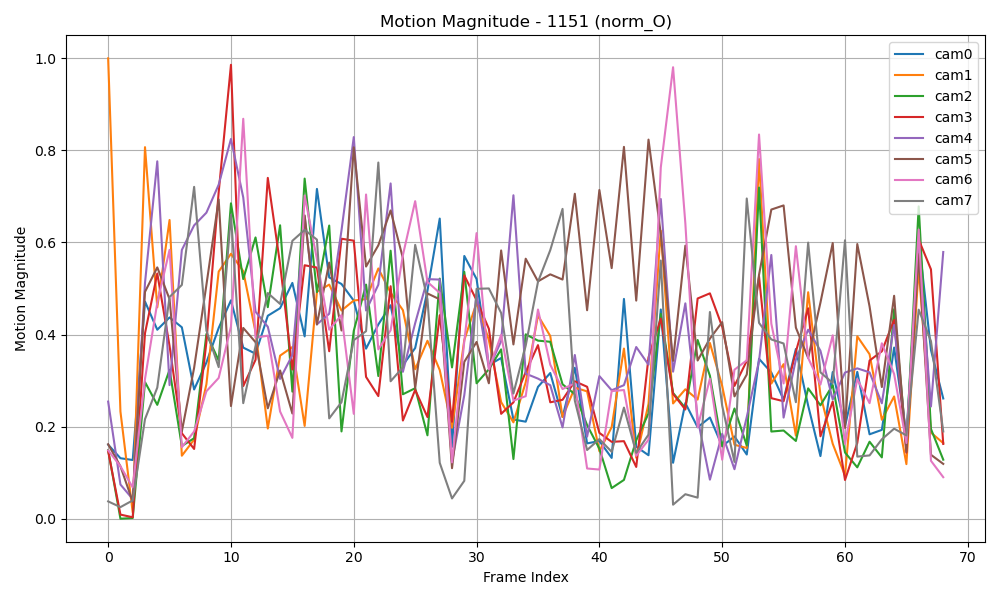 Motion Magnitude - 1151 (norm_O)
Motion Magnitude
1.0
0.8
0.6
0.4
0.2
0.0
0
10
20
30
40
50
60
70
Frame Index
cam0
cam1
cam2
cam3
cam4
cam5
cam6
cam7